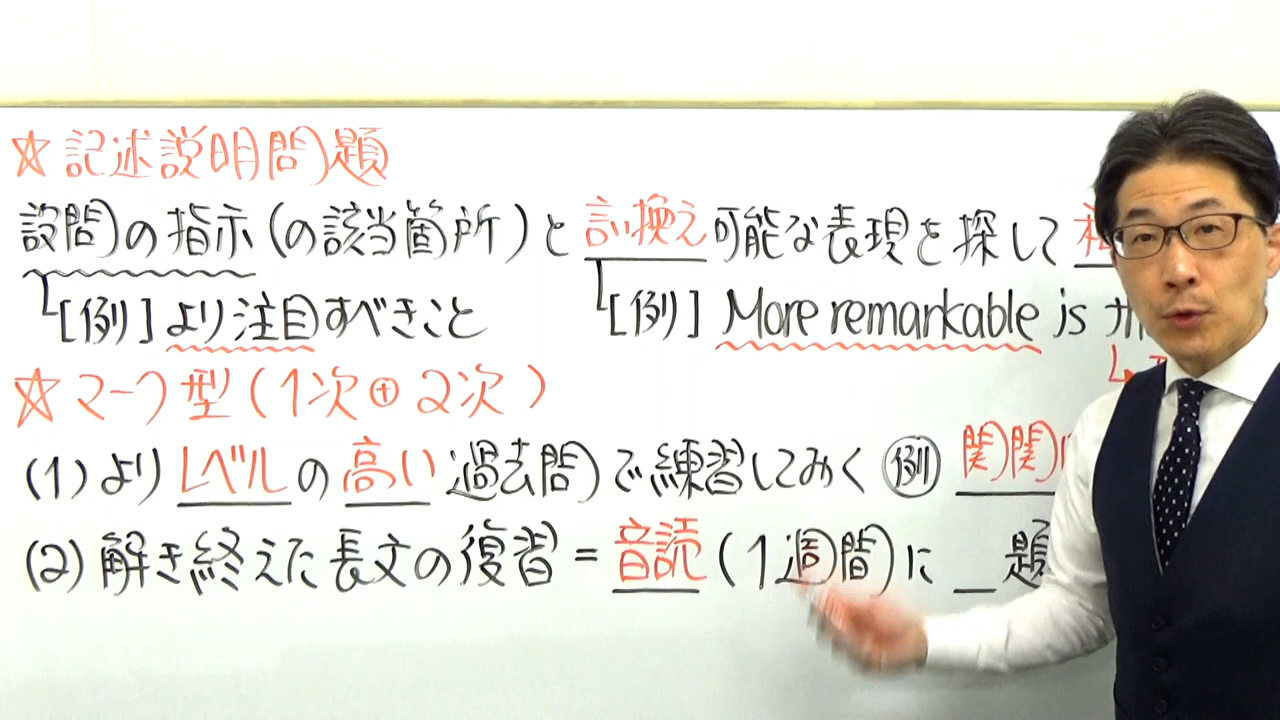 ☆記述説明問題
設問の指示(の該当箇所)と言い換え可能な表現を探して
[例]より注目すべきこと [例] More remarkable is
☆マーク型(1次⊕2次)
(1)より レベルの高い 過去問で練習してみく 例 関関
(2)解き終えた長文の復習=音読(1週間)に__題